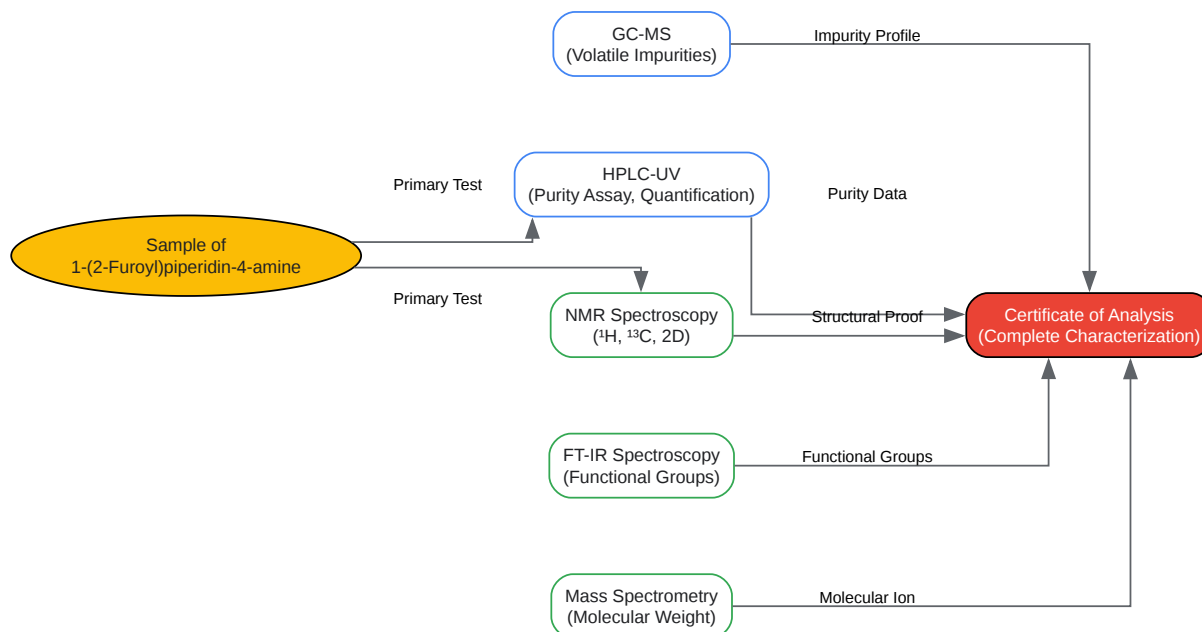 GC-MS
(Volatile Impurities)
Impurity Profile
Primary Test
HPLC-UV
(Purity Assay, Quantification)
Purity Data
Sample of
1-(2-Furoyl)piperidin-4-amine
Primary Test
NMR Spectroscopy
(¹H, ¹³C, 2D)
Structural Proof
Certificate of Analysis
(Complete Characterization)
FT-IR Spectroscopy
(Functional Groups)
Functional Groups
Mass Spectrometry
(Molecular Weight)
Molecular Ion